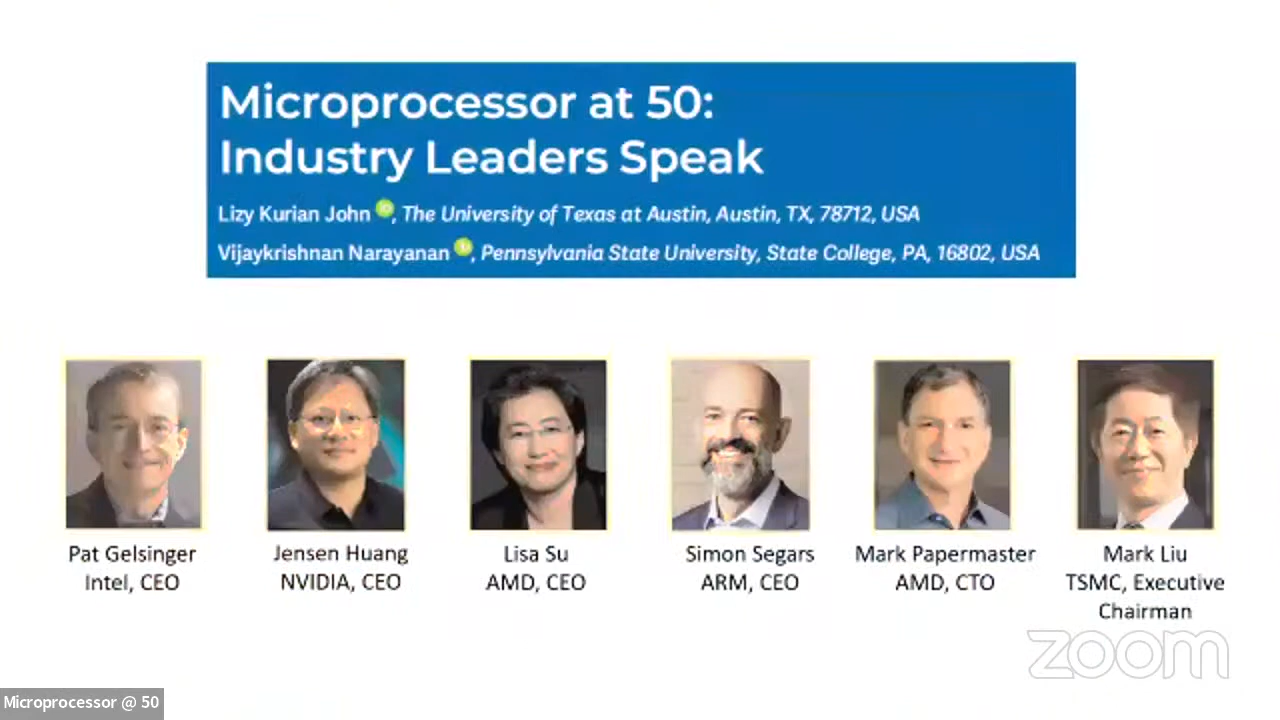 Microprocessor at 50:
Industry Leaders Speak
Lizy Kurian John iD, The University of Texas at Austin, Austin, TX, 78712, USA
Vijaykrishnan Narayanan iD, Pennsylvania State University, State College, PA, 16802, USA
Pat Gelsinger
Intel, CEO
Jensen Huang
NVIDIA, CEO
Lisa Su
AMD, CEO
Simon Segars
ARM, CEO
Mark Papermaster
AMD, CTO
Mark Liu
TSMC, Executive
Chairman
zoom
Microprocessor @ 50